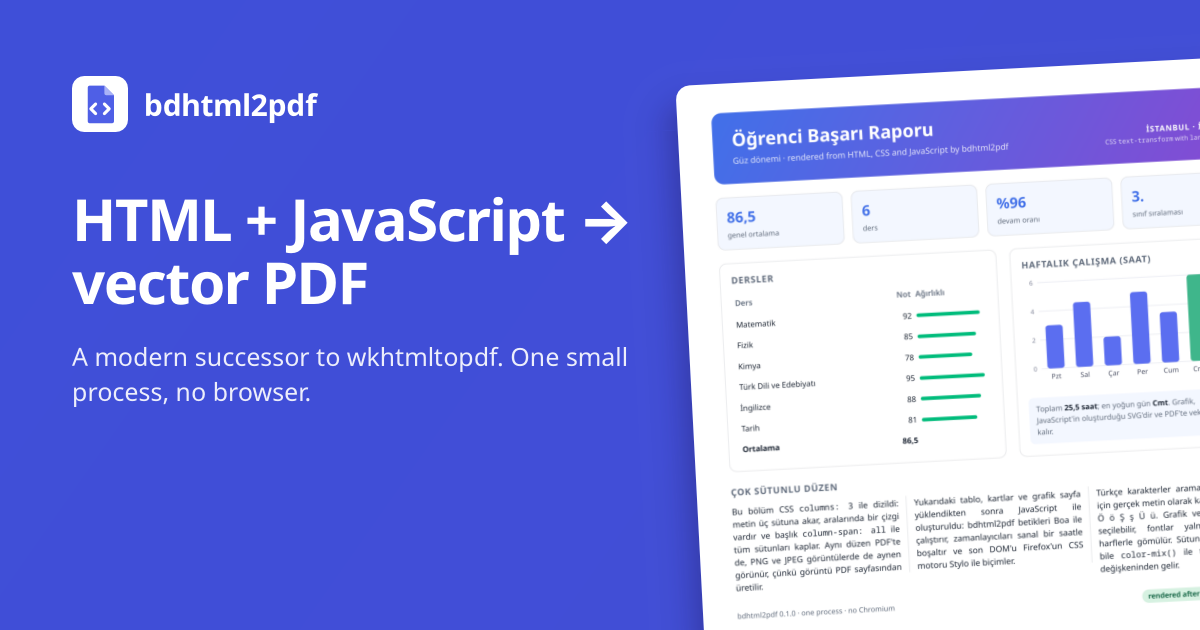 bdhtml2pdf
HTML + JavaScript →
vector PDF
A modern successor to wkhtmltopdf. One small
process, no browser.
Öğrenci Başarı Raporu
Güz dönemi · rendered from HTML, CSS and JavaScript by bdhtml2pdf
İSTANBUL ·
CSS text-transform with
86,5
genel ortalama
6
ders
%96
devam oranı
3.
sınıf sıralaması
DERSLER
Ders Not Ağırlıklı
Matematik 92
Fizik 85
Kimya 78
Türk Dili ve Edebiyatı 95
İngilizce 88
Tarih 81
Ortalama 86,5
HAFTALIK ÇALIŞMA (SAAT)
6
4
2
0
Pzt Sal Çar Per Cum
Toplam 25,5 saat; en yoğun gün Cmt. Grafik,
JavaScript'in oluşturduğu SVG'dir ve PDF'te
kalır.
ÇOK SÜTUNLU DÜZEN
Bu bölüm CSS columns: 3 ile dizildi:
metin üç sütuna akar, aralarında bir çizgi
vardır ve başlık column-span: all ile
tüm sütunları kaplar. Aynı düzen PDF'te
de, PNG ve JPEG görüntülerde de aynen
görünür, çünkü görüntü PDF sayfasından
üretilir.
Yukarıdaki tablo, kartlar ve grafik sayfa
yüklendikten sonra JavaScript ile
oluşturuldu: bdhtml2pdf betikleri Boa ile
çalıştırır, zamanlayıcıları sanal bir saatle
boşaltır ve son DOM'u Firefox'un CSS
motoru Stylo ile biçimler.
Türkçe karakterler
için gerçek metin olarak
Ö ö Ş ş Ü ü. Grafik
seçilebilir, fontlar
harflerle gömülür.
bile color-mix() ile
değişkeninden gelir.
rendered after
bdhtml2pdf 0.1.0 · one process · no Chromium